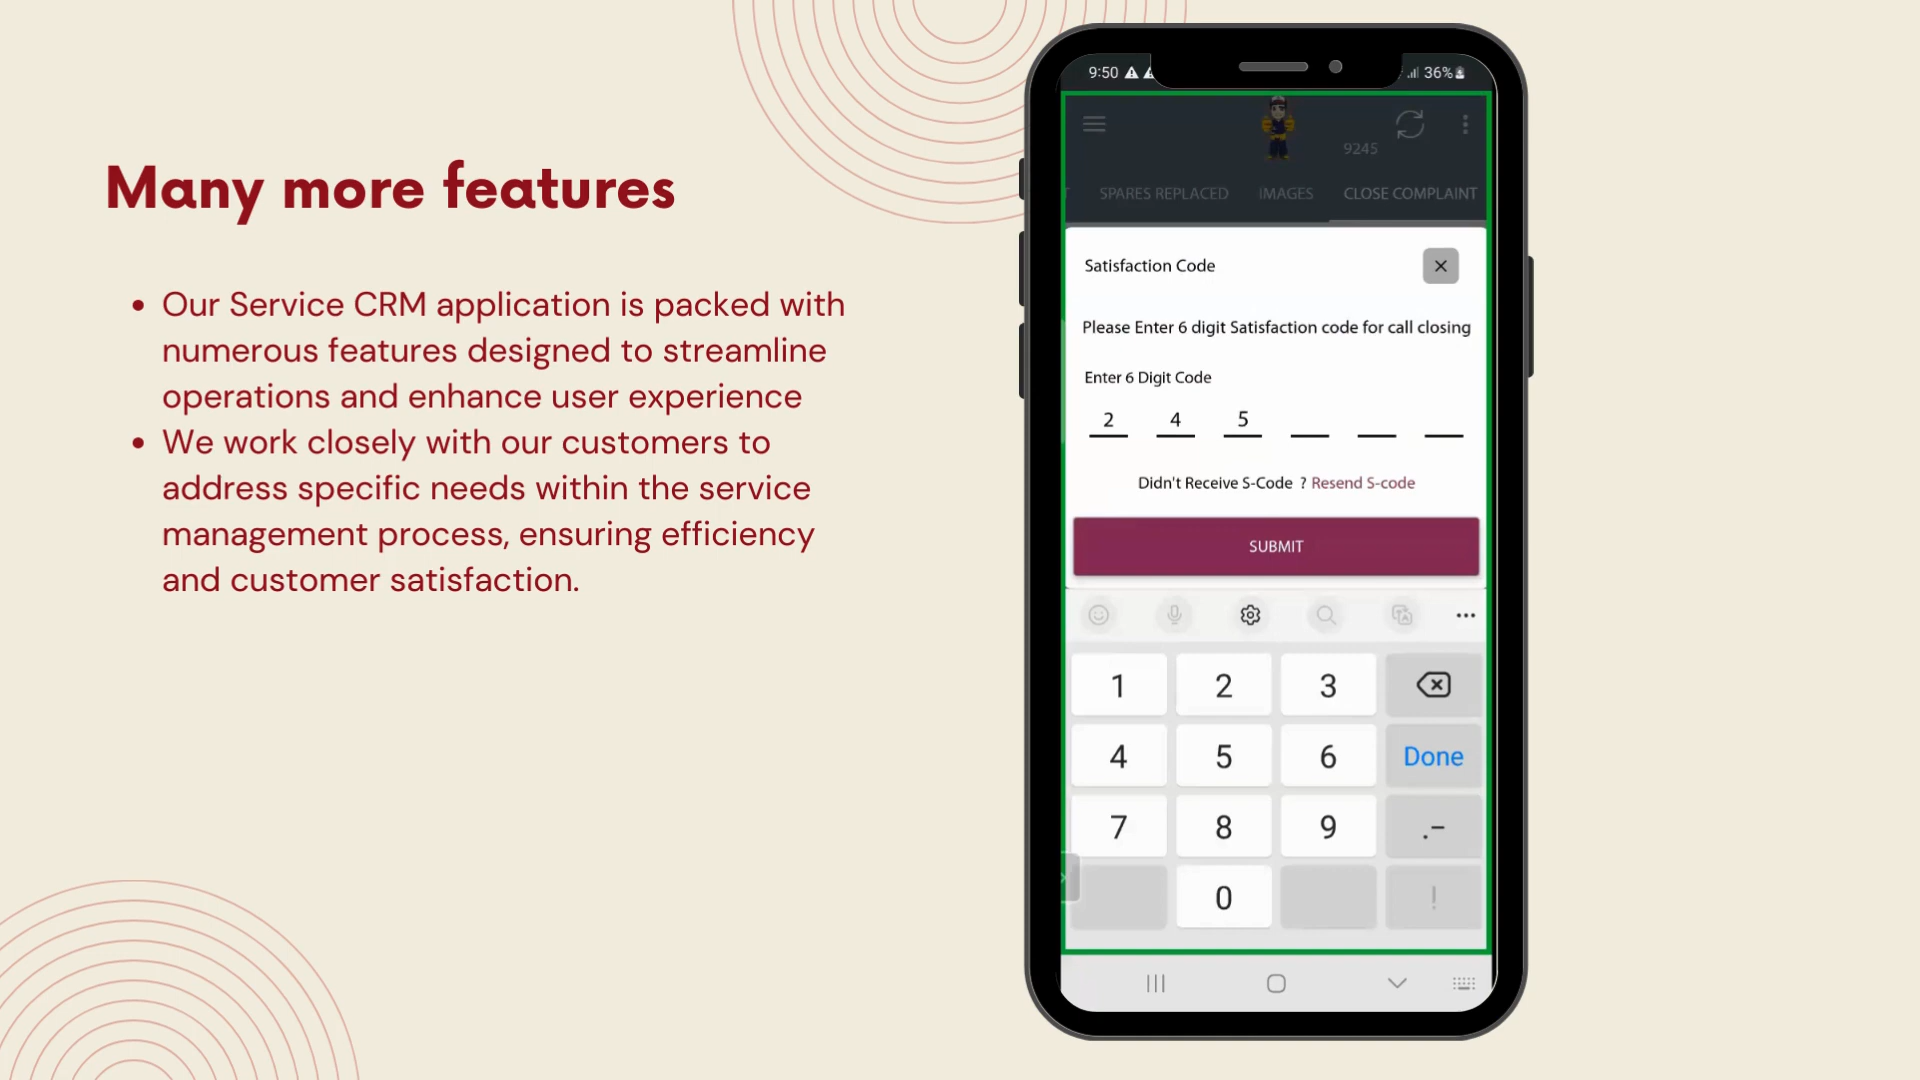 Many more features
Our Service CRM application is packed with
numerous features designed to streamline
operations and enhance user experience
We work closely with our customers to
address specific needs within the service
management process, ensuring efficiency
and customer satisfaction.
9:50
36%
9245
T SPARES REPLACED IMAGES CLOSE COMPLAINT
Satisfaction Code
Please Enter 6 digit Satisfaction code for call closing
Enter 6 Digit Code
2 4 5
Didn't Receive S-Code ? Resend S-code
SUBMIT
1 2 3
4 5 6 Done
7 8 9 .-
0 !